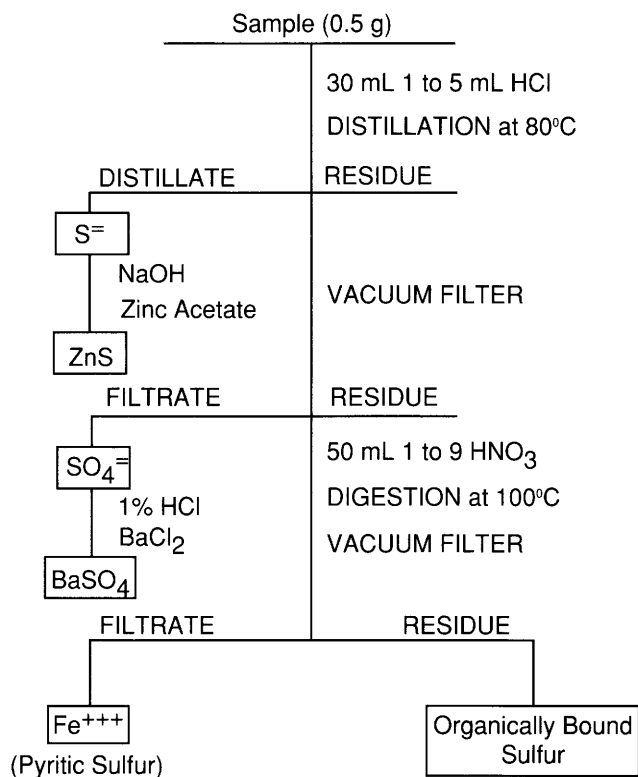 Sample (0.5 g)
30 mL 1 to 5 mL HCl
DISTILLATION at 80⁰C
DISTILLATE RESIDUE
S⁼
NaOH
Zinc Acetate
VACUUM FILTER
ZnS
FILTRATE RESIDUE
SO₄⁼
50 mL 1 to 9 HNO₃
1% HCl
DIGESTION at 100⁰C
BaCl₂
VACUUM FILTER
BaSO₄
FILTRATE RESIDUE
Fe⁺⁺⁺
(Pyritic Sulfur)
Organically Bound
Sulfur